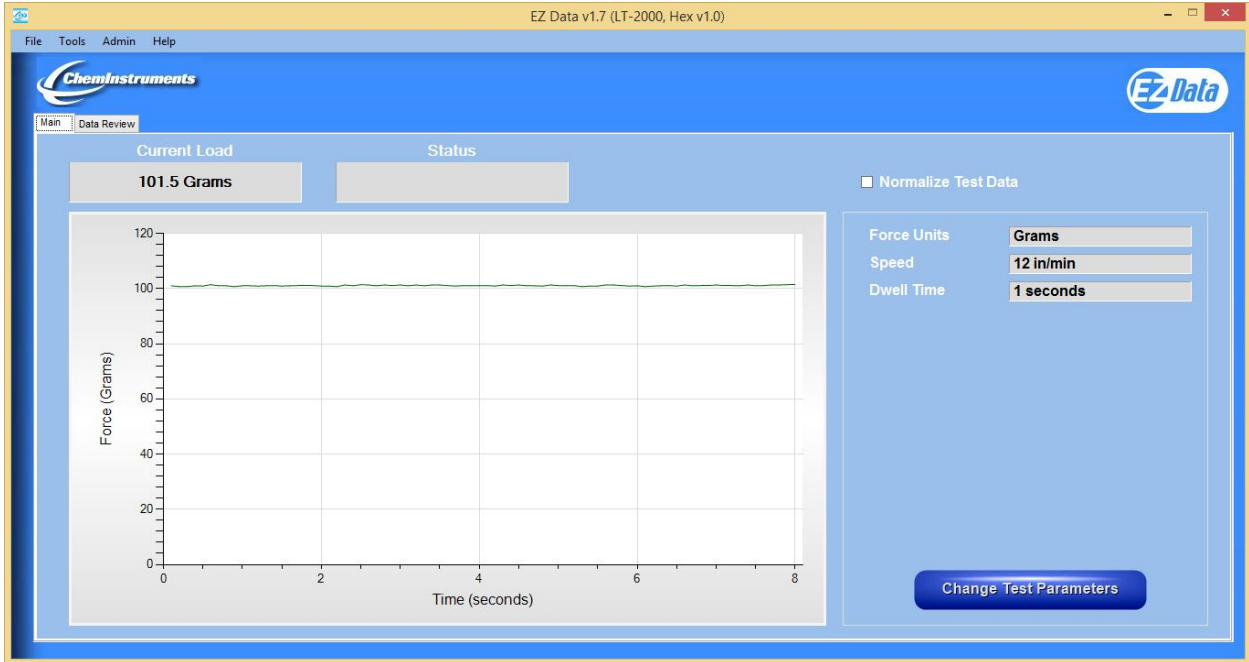 EZ Data v1.7 (LT-2000, Hex v1.0)
File Tools Admin Help
ChemInstruments
EZ Data
Main Data Review
Current Load Status
101.5 Grams
Normalize Test Data
Force Units Grams
Speed 12 in/min
Dwell Time 1 seconds
120
100
80
60
40
20
0
Force (Grams)
0 2 4 6 8
Time (seconds)
Change Test Parameters